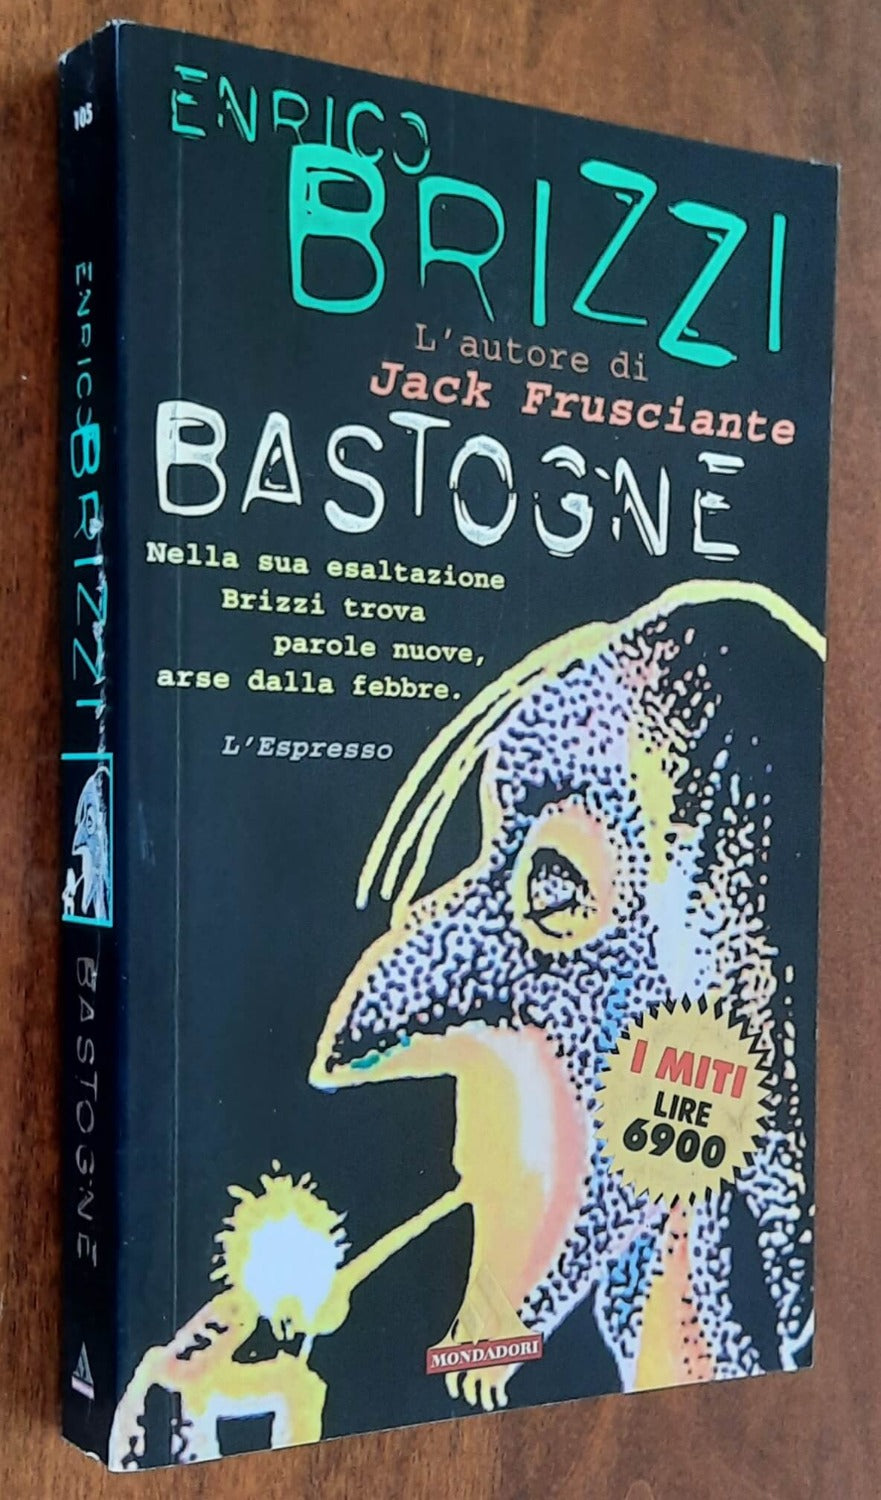 ENRICO
BRIZZI
L'autore di
Jack Frusciante
BASTOGNE
Nella sua esaltazione
Brizzi trova
parole nuove,
arse dalla febbre.
L'Espresso
I MITI
LIRE
6900
MONDADORI
105
ENRICO BRIZZI
BASTOGNE